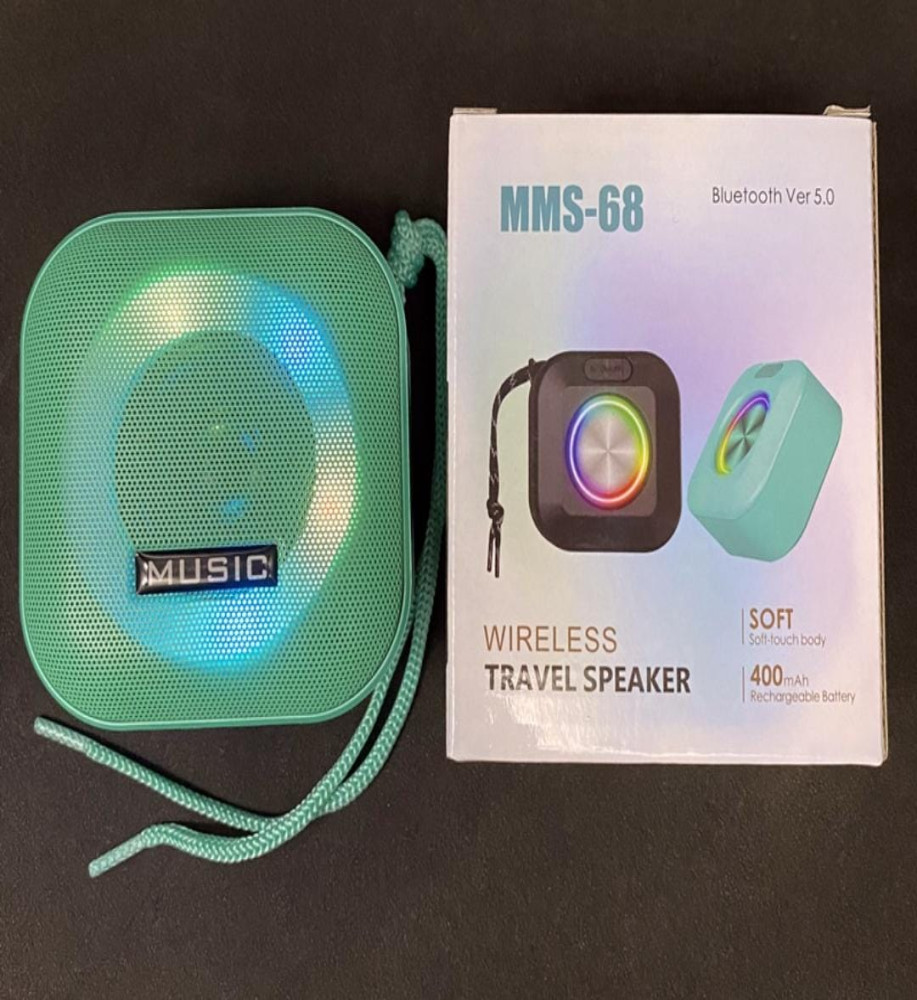 MUSIC
MMS-68
Bluetooth Ver 5.0
WIRELESS
TRAVEL SPEAKER
SOFT
Soft-touch body
400mAh
Rechargeable Battery